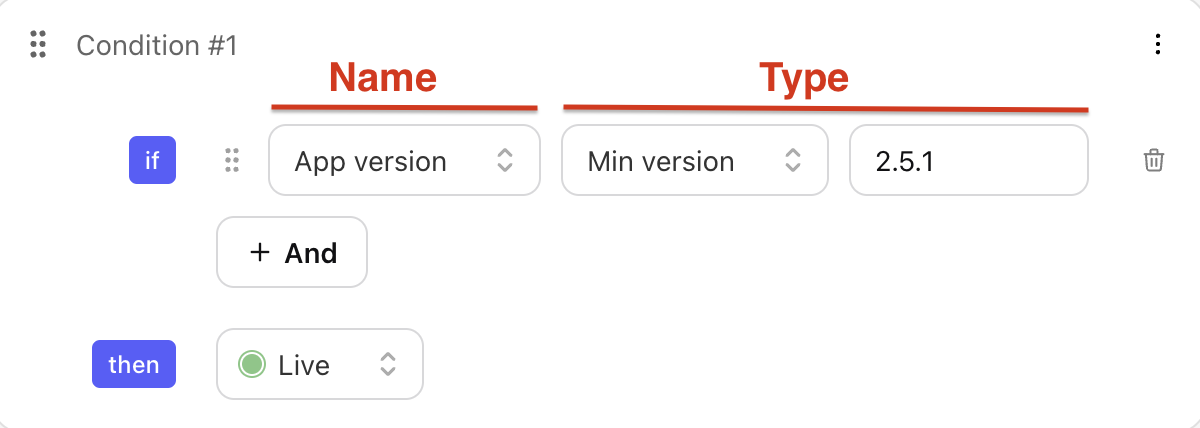 Condition #1
Name Type
if App version Min version 2.5.1
+ And
then Live